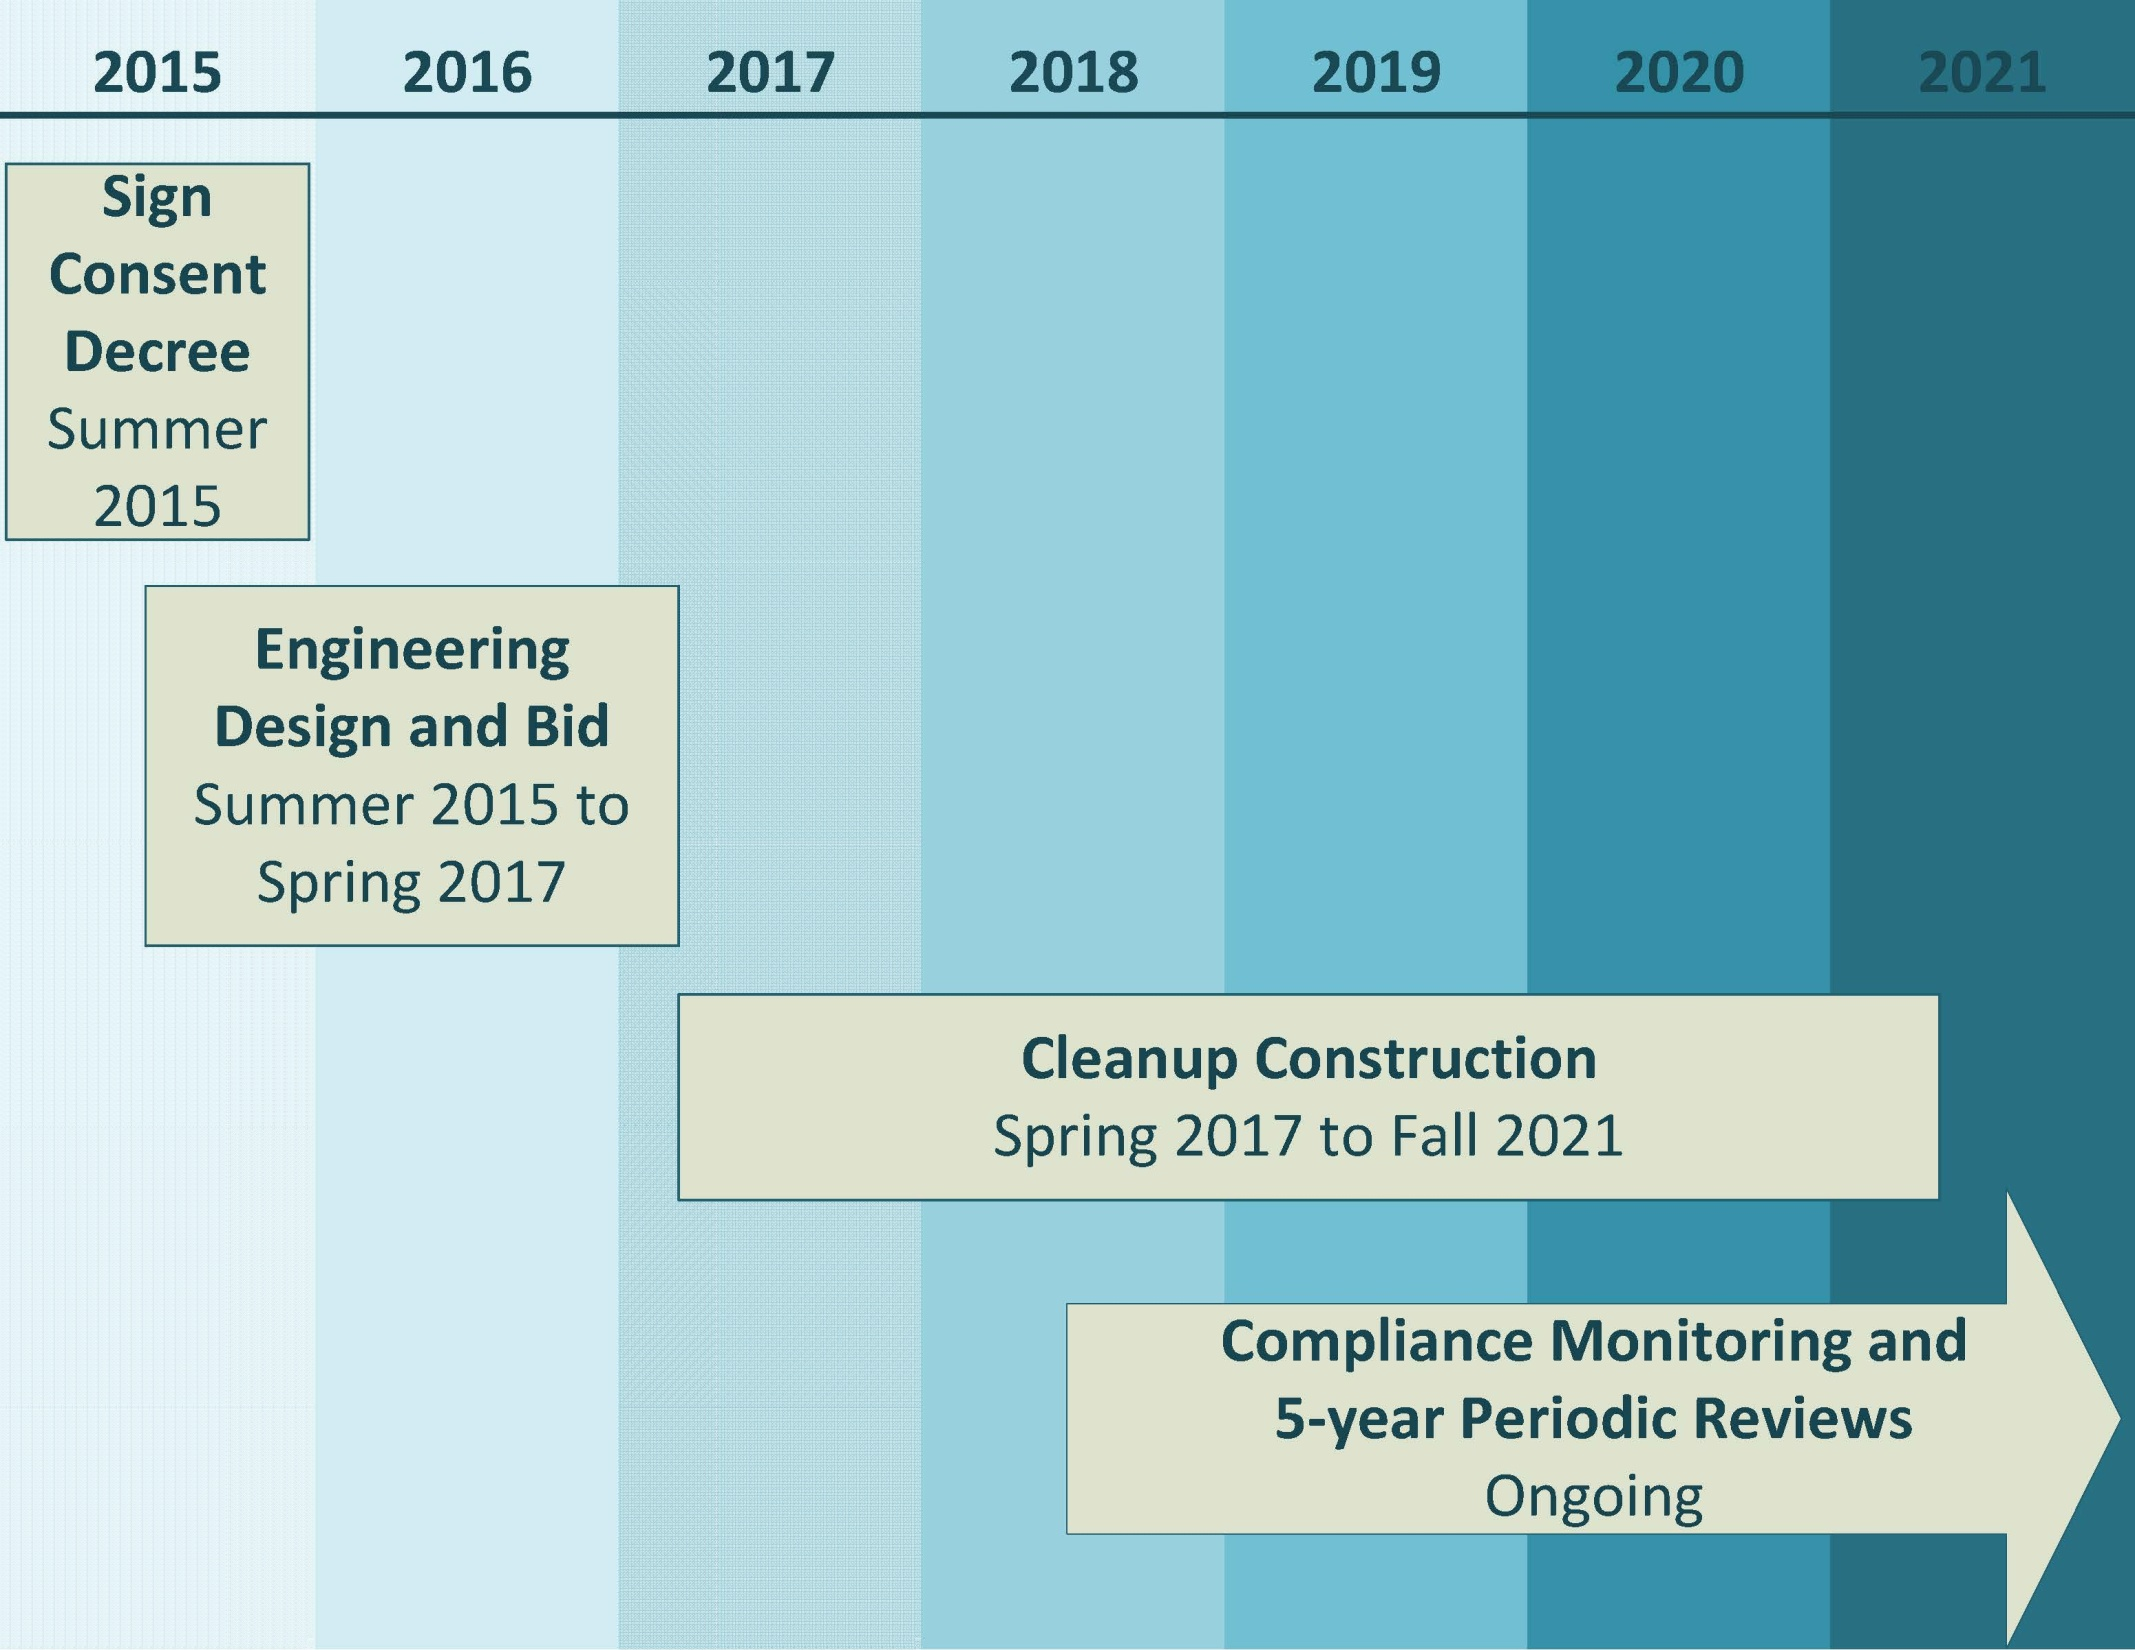 2015 2016 2017 2018 2019 2020 2021
Sign
Consent
Decree
Summer
2015
Engineering
Design and Bid
Summer 2015 to
Spring 2017
Cleanup Construction
Spring 2017 to Fall 2021
Compliance Monitoring and
5-year Periodic Reviews
Ongoing